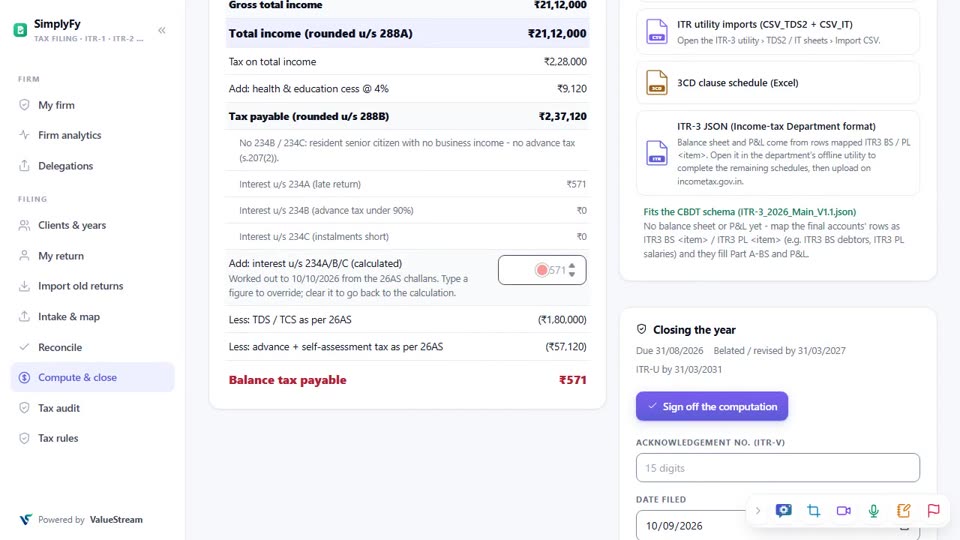 SimplyFy
TAX FILING · ITR-1 · ITR-2 ...
FIRM
My firm
Firm analytics
Delegations
FILING
Clients & years
My return
Import old returns
Intake & map
Reconcile
Compute & close
Tax audit
Tax rules
Powered by ValueStream
Gross total income ₹21,12,000
Total income (rounded u/s 288A) ₹21,12,000
Tax on total income ₹2,28,000
Add: health & education cess @ 4% ₹9,120
Tax payable (rounded u/s 288B) ₹2,37,120
No 234B / 234C: resident senior citizen with no business income - no advance tax
(s.207(2)).
Interest u/s 234A (late return) ₹571
Interest u/s 234B (advance tax under 90%) ₹0
Interest u/s 234C (instalments short) ₹0
Add: interest u/s 234A/B/C (calculated) 571
Worked out to 10/10/2026 from the 26AS challans. Type a
figure to override; clear it to go back to the calculation.
Less: TDS / TCS as per 26AS (₹1,80,000)
Less: advance + self-assessment tax as per 26AS (₹57,120)
Balance tax payable ₹571
CSV
ITR utility imports (CSV_TDS2 + CSV_IT)
Open the ITR-3 utility › TDS2 / IT sheets › Import CSV.
3CD
3CD clause schedule (Excel)
ITR
ITR-3 JSON (Income-tax Department format)
Balance sheet and P&L come from rows mapped ITR3 BS / PL
<item>. Open it in the department's offline utility to
complete the remaining schedules, then upload on
incometax.gov.in.
Fits the CBDT schema (ITR-3_2026_Main_V1.1.json)
No balance sheet or P&L yet - map the final accounts' rows as
ITR3 BS <item> / ITR3 PL <item> (e.g. ITR3 BS debtors, ITR3 PL
salaries) and they fill Part A-BS and P&L.
Closing the year
Due 31/08/2026 Belated / revised by 31/03/2027
ITR-U by 31/03/2031
Sign off the computation
ACKNOWLEDGEMENT NO. (ITR-V)
15 digits
DATE FILED
10/09/2026